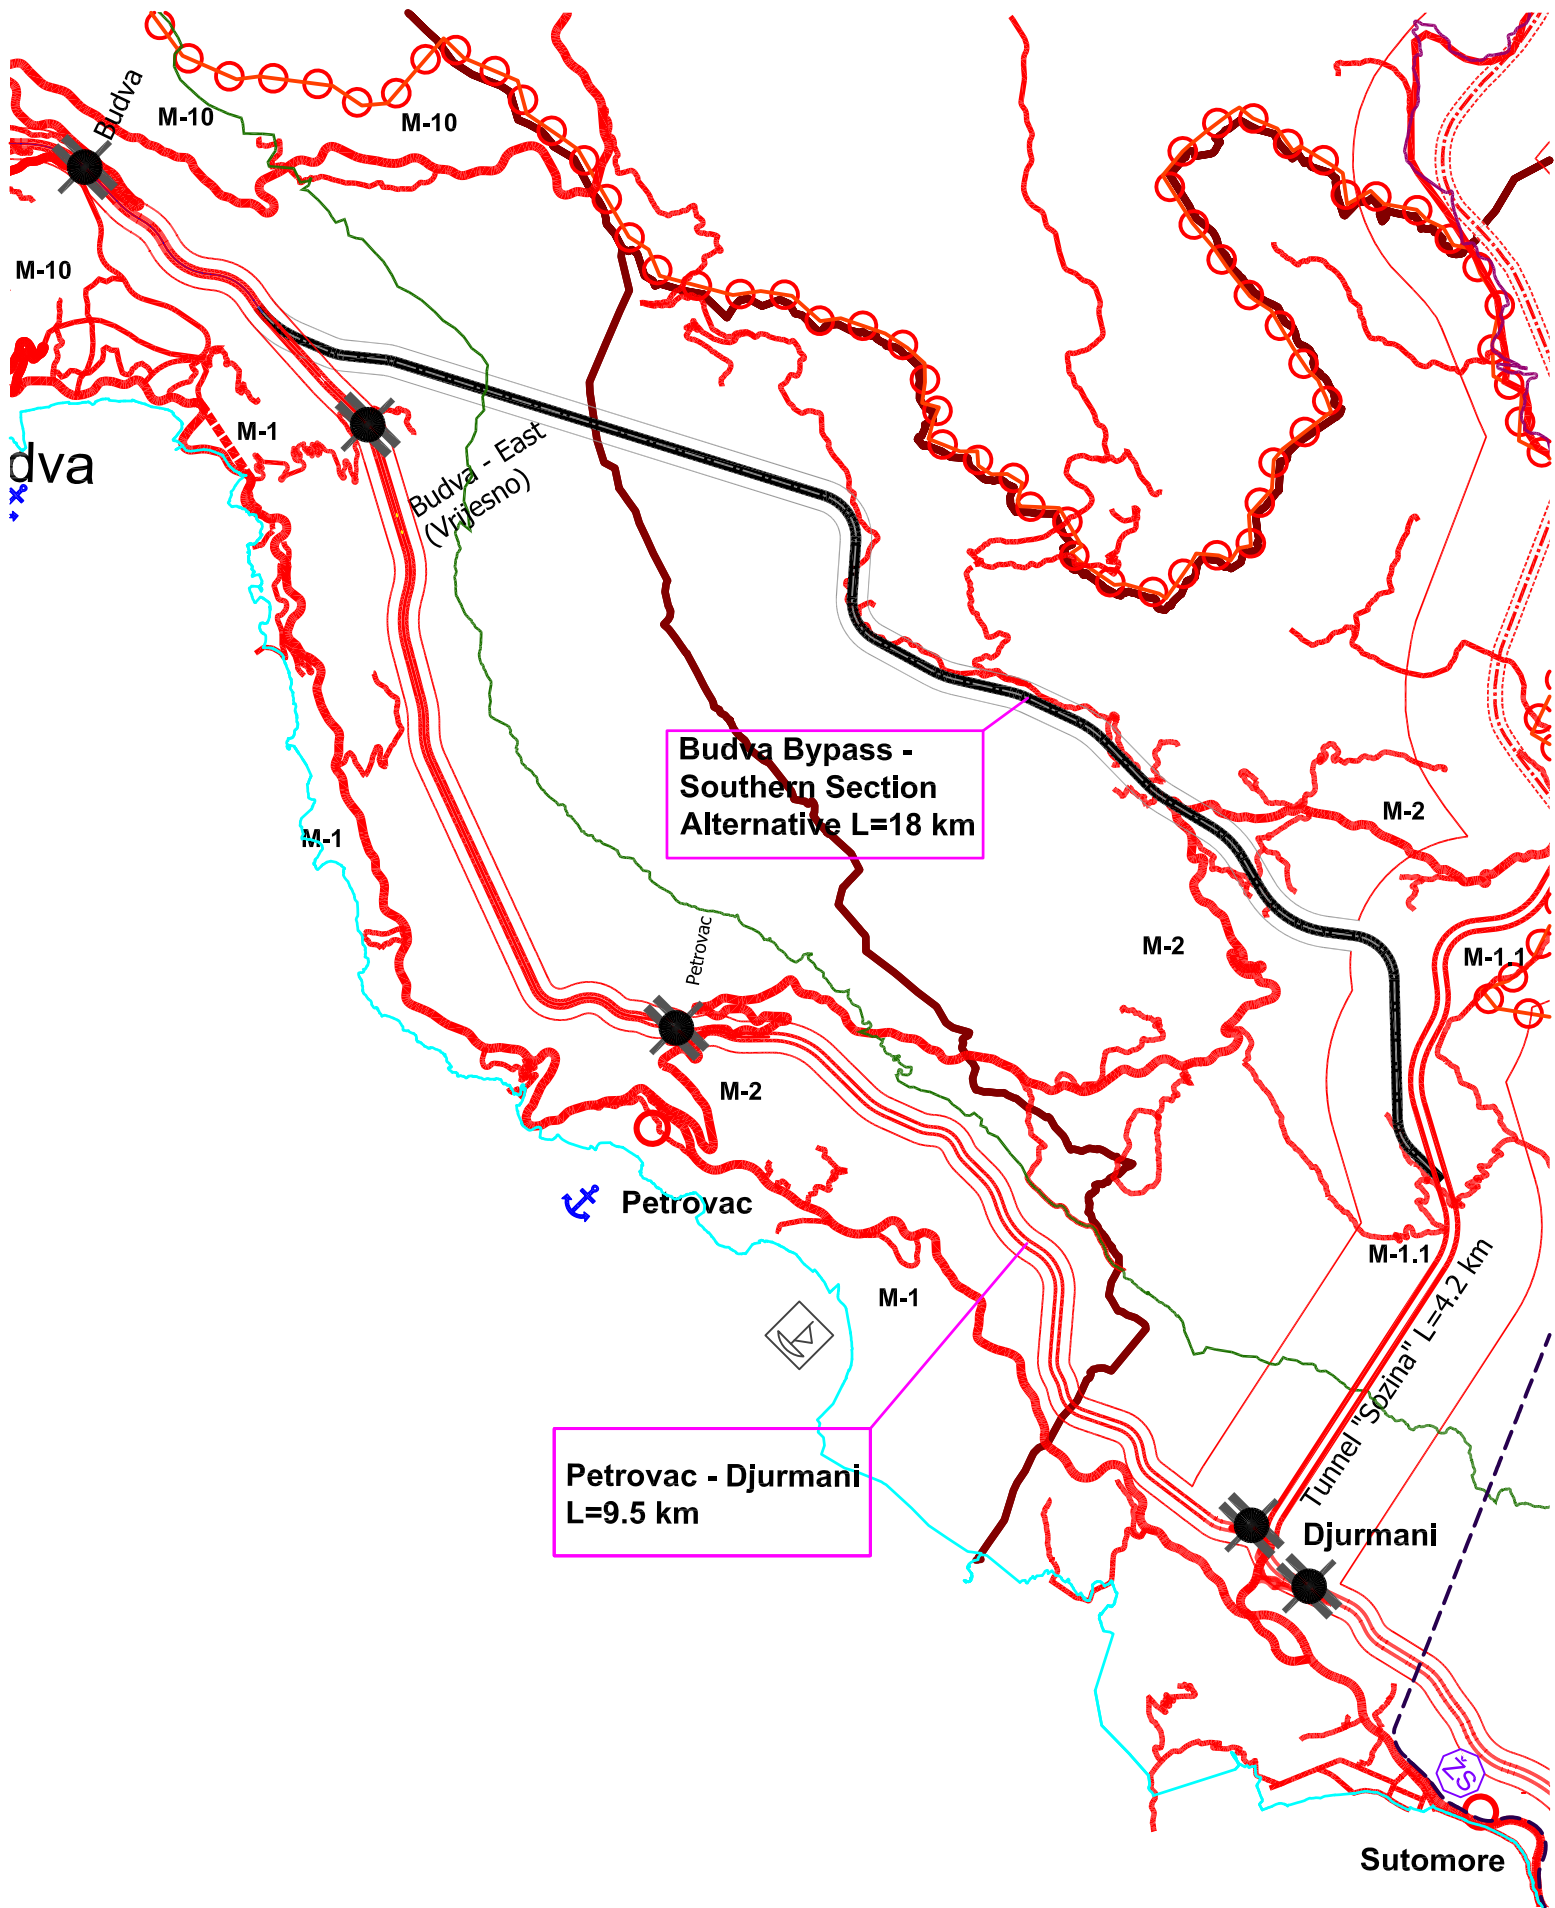 Budva
M-10
M-10
M-10
M-1
dva
Budva - East
(Vrijesno)
Budva Bypass -
Southern Section
Alternative L=18 km
M-2
M-1
Petrovac
M-2
M-1.1
M-2
Petrovac
M-1.1
Tunnel "Sozina" L=4.2 km
M-1
Petrovac - Djurmani
L=9.5 km
Djurmani
ŽS
Sutomore